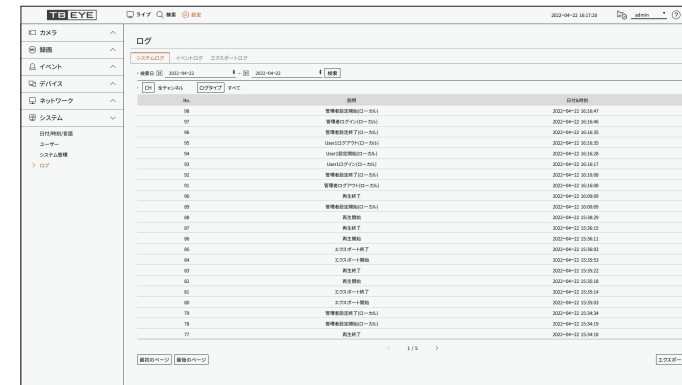 TB EYE ライブ 検索 設定 2022-04-22 16:17:20 admin
カメラ
録画
イベント
デバイス
ネットワーク
システム
日付/時刻/言語
ユーザー
システム管理
> ログ
ログ
システムログ イベントログ エクスポートログ
・検索日 2022-04-22 - 2022-04-22 検索
・ CH 全チャンネル ログタイプ すべて
No. 説明 日付&時刻
98 管理者設定開始(ローカル) 2022-04-22 16:16:47
97 管理者ログイン(ローカル) 2022-04-22 16:16:46
96 管理者設定終了(ローカル) 2022-04-22 16:16:35
95 User1ログアウト(ローカル) 2022-04-22 16:16:35
94 User1設定開始(ローカル) 2022-04-22 16:16:28
93 User1ログイン(ローカル) 2022-04-22 16:16:17
92 管理者設定終了(ローカル) 2022-04-22 16:16:08
91 管理者ログアウト(ローカル) 2022-04-22 16:16:08
90 再生終了 2022-04-22 16:00:09
89 管理者設定開始(ローカル) 2022-04-22 16:00:09
88 再生開始 2022-04-22 15:38:29
87 再生終了 2022-04-22 15:36:15
86 再生開始 2022-04-22 15:36:11
85 エクスポート終了 2022-04-22 15:36:02
84 エクスポート開始 2022-04-22 15:35:53
83 再生終了 2022-04-22 15:35:22
82 再生開始 2022-04-22 15:35:18
81 エクスポート終了 2022-04-22 15:35:14
80 エクスポート開始 2022-04-22 15:35:03
79 管理者設定終了(ローカル) 2022-04-22 15:34:34
78 管理者設定開始(ローカル) 2022-04-22 15:34:19
77 再生終了 2022-04-22 15:34:18
< 1 / 5 >
最初のページ 最後のページ エクスポー